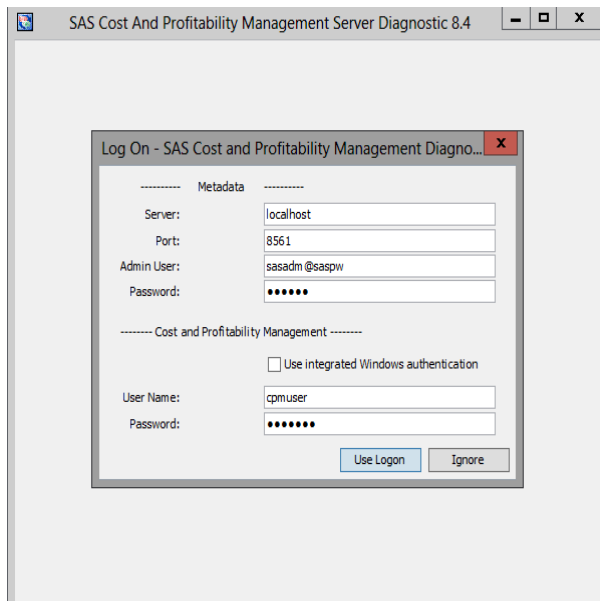 SAS Cost And Profitability Management Server Diagnostic 8.4
Log On - SAS Cost and Profitability Management Diagno...
---------- Metadata ----------
Server: localhost
Port: 8561
Admin User: sasadm@saspw
Password: ●●●●●●
-------- Cost and Profitability Management --------
Use integrated Windows authentication
User Name: cpmuser
Password: ●●●●●●●
Use Logon Ignore